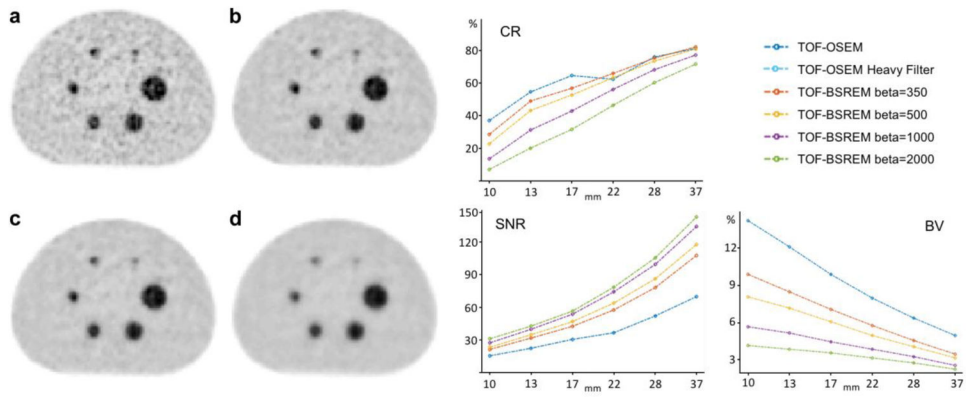 a
b
c
d
%
CR
80
60
40
20
10 13 17 22 28 37
mm
TOF-OSEM
TOF-OSEM Heavy Filter
TOF-BSREM beta=350
TOF-BSREM beta=500
TOF-BSREM beta=1000
TOF-BSREM beta=2000
150
SNR
120
90
60
30
10 13 17 22 28 37
mm
%
BV
12
9
6
3
10 13 17 22 28 37
mm